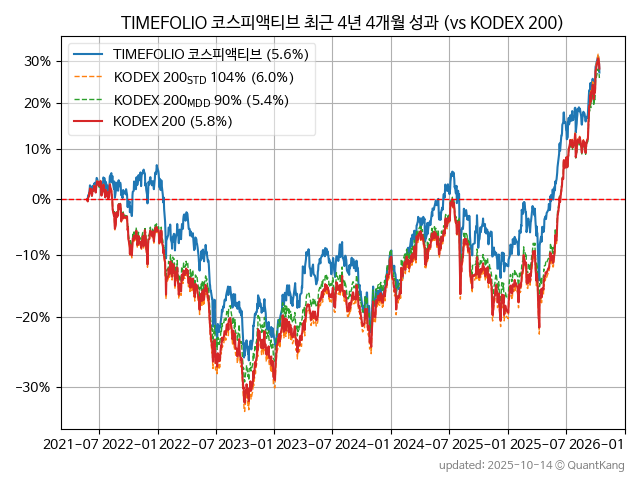 TIMEFOLIO 코스피액티브 최근 4년 4개월 성과 (vs KODEX 200)
TIMEFOLIO 코스피액티브 (5.6%)
KODEX 200STD 104% (6.0%)
KODEX 200MDD 90% (5.4%)
KODEX 200 (5.8%)
30%
20%
10%
0%
−10%
−20%
−30%
2021-07 2022-01 2022-07 2023-01 2023-07 2024-01 2024-07 2025-01 2025-07 2026-01
updated: 2025-10-14 © QuantKang